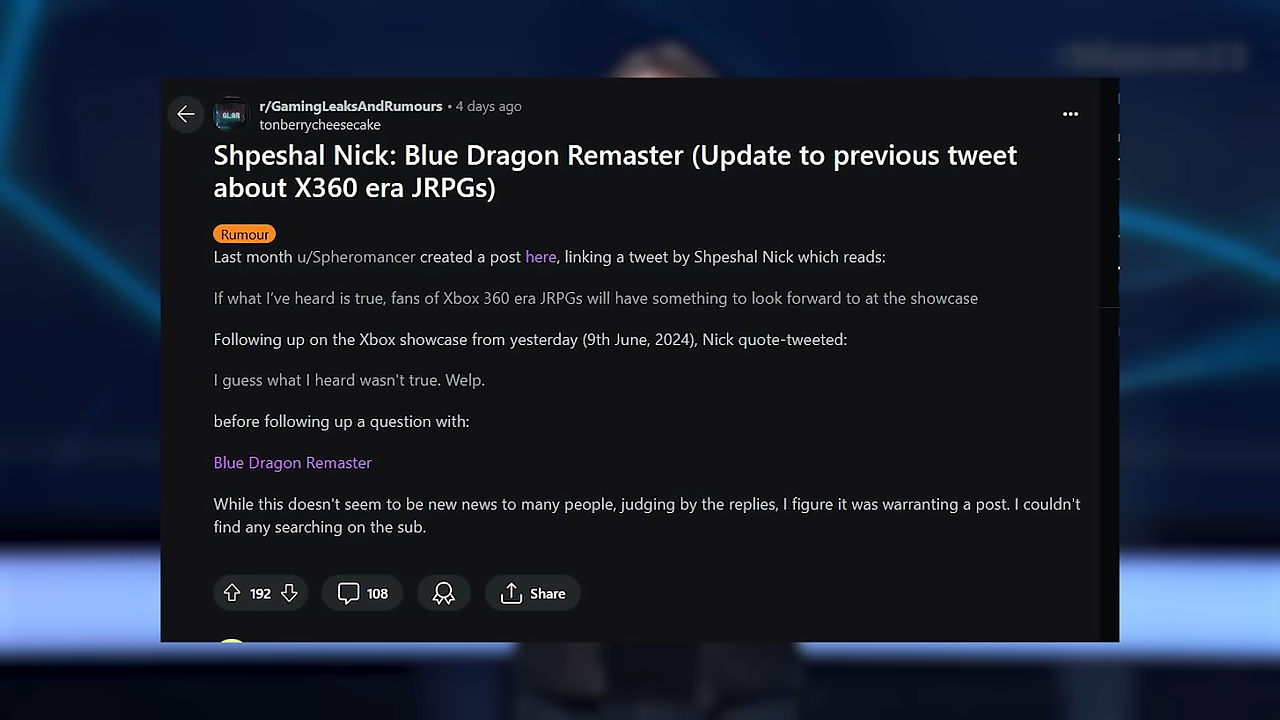 r/GamingLeaksAndRumours • 4 days ago
tonberrycheesecake
Shpeshal Nick: Blue Dragon Remaster (Update to previous tweet
about X360 era JRPGs)
Rumour
Last month u/Spheromancer created a post here, linking a tweet by Shpeshal Nick which reads:
If what I've heard is true, fans of Xbox 360 era JRPGs will have something to look forward to at the showcase
Following up on the Xbox showcase from yesterday (9th June, 2024), Nick quote-tweeted:
I guess what I heard wasn't true. Welp.
before following up a question with:
Blue Dragon Remaster
While this doesn't seem to be new news to many people, judging by the replies, I figure it was warranting a post. I couldn't
find any searching on the sub.
192 108 Share